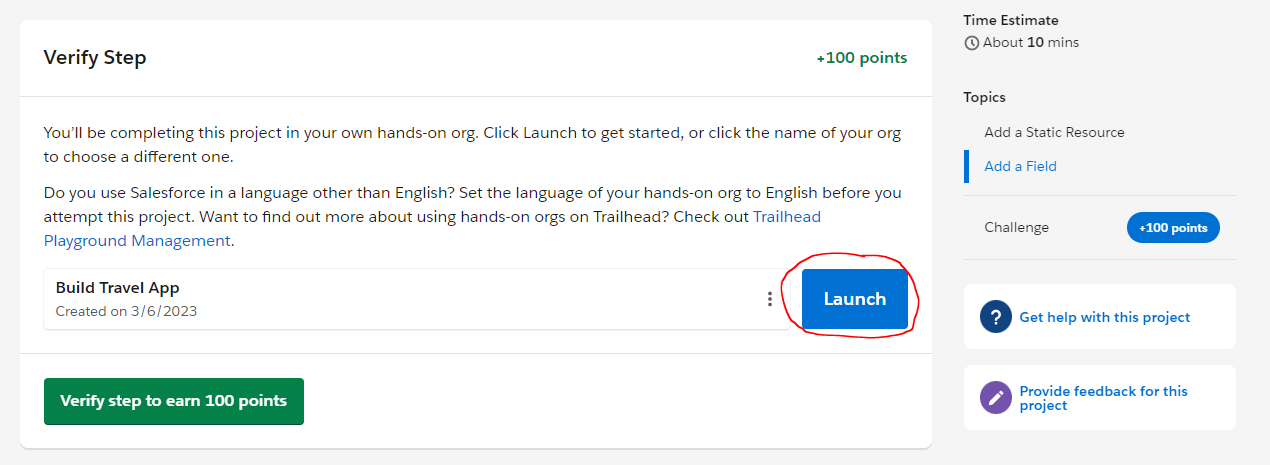 Verify Step
+100 points
You’ll be completing this project in your own hands-on org. Click Launch to get started, or click the name of your org
to choose a different one.
Do you use Salesforce in a language other than English? Set the language of your hands-on org to English before you
attempt this project. Want to find out more about using hands-on orgs on Trailhead? Check out Trailhead
Playground Management.
Build Travel App
Created on 3/6/2023
Launch
Verify step to earn 100 points
Time Estimate
About 10 mins
Topics
Add a Static Resource
Add a Field
Challenge
+100 points
?
Get help with this project
Provide feedback for this
project